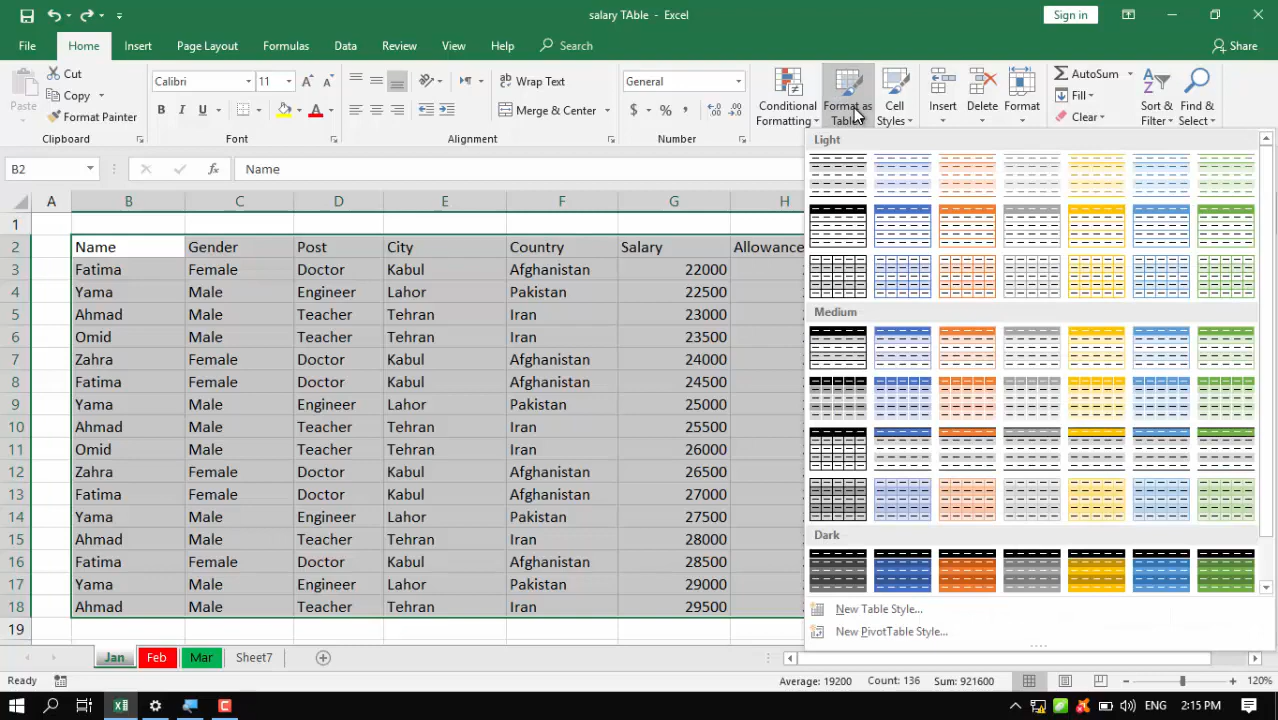 salary TAble - Excel
Sign in
File Home Insert Page Layout Formulas Data Review View Help Search Share
Paste
Cut
Copy
Format Painter
Clipboard
Calibri 11
B I U A
Font
Wrap Text
Merge & Center
Alignment
General
$ % ,
Number
Conditional Formatting
Format as Table
Cell Styles
Insert Delete Format
AutoSum
Fill
Clear
Sort & Filter
Find & Select
B2 fx Name
A B C D E F G H
1
2 Name Gender Post City Country Salary Allowance
3 Fatima Female Doctor Kabul Afghanistan 22000
4 Yama Male Engineer Lahor Pakistan 22500
5 Ahmad Male Teacher Tehran Iran 23000
6 Omid Male Teacher Tehran Iran 23500
7 Zahra Female Doctor Kabul Afghanistan 24000
8 Fatima Female Doctor Kabul Afghanistan 24500
9 Yama Male Engineer Lahor Pakistan 25000
10 Ahmad Male Teacher Tehran Iran 25500
11 Omid Male Teacher Tehran Iran 26000
12 Zahra Female Doctor Kabul Afghanistan 26500
13 Fatima Female Doctor Kabul Afghanistan 27000
14 Yama Male Engineer Lahor Pakistan 27500
15 Ahmad Male Teacher Tehran Iran 28000
16 Fatima Female Doctor Kabul Afghanistan 28500
17 Yama Male Engineer Lahor Pakistan 29000
18 Ahmad Male Teacher Tehran Iran 29500
19
Light
Medium
Dark
New Table Style...
New PivotTable Style...
Jan Feb Mar Sheet7
Ready Average: 19200 Count: 136 Sum: 921600 120%
ENG 2:15 PM